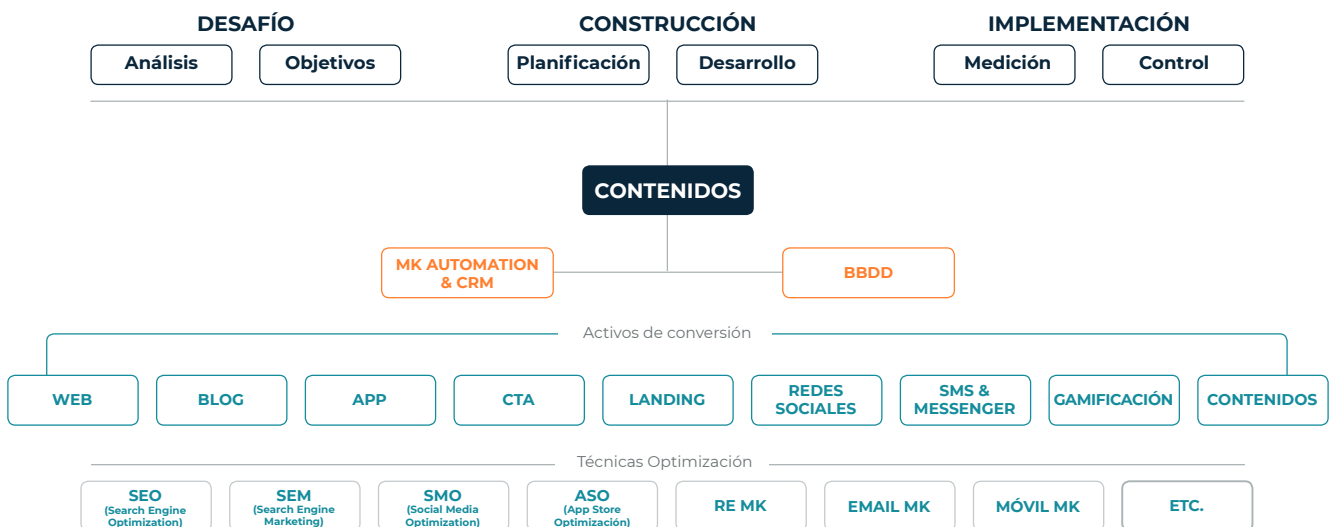 DESAFÍO
CONSTRUCCIÓN
IMPLEMENTACIÓN
Análisis
Objetivos
Planificación
Desarrollo
Medición
Control
CONTENIDOS
MK AUTOMATION
& CRM
BBDD
Activos de conversión
WEB
BLOG
APP
CTA
LANDING
REDES
SOCIALES
SMS &
MESSENGER
GAMIFICACIÓN
CONTENIDOS
Técnicas Optimización
SEO
(Search Engine
Optimization)
SEM
(Search Engine
Marketing)
SMO
(Social Media
Optimization)
ASO
(App Store
Optimización)
RE MK
EMAIL MK
MÓVIL MK
ETC.